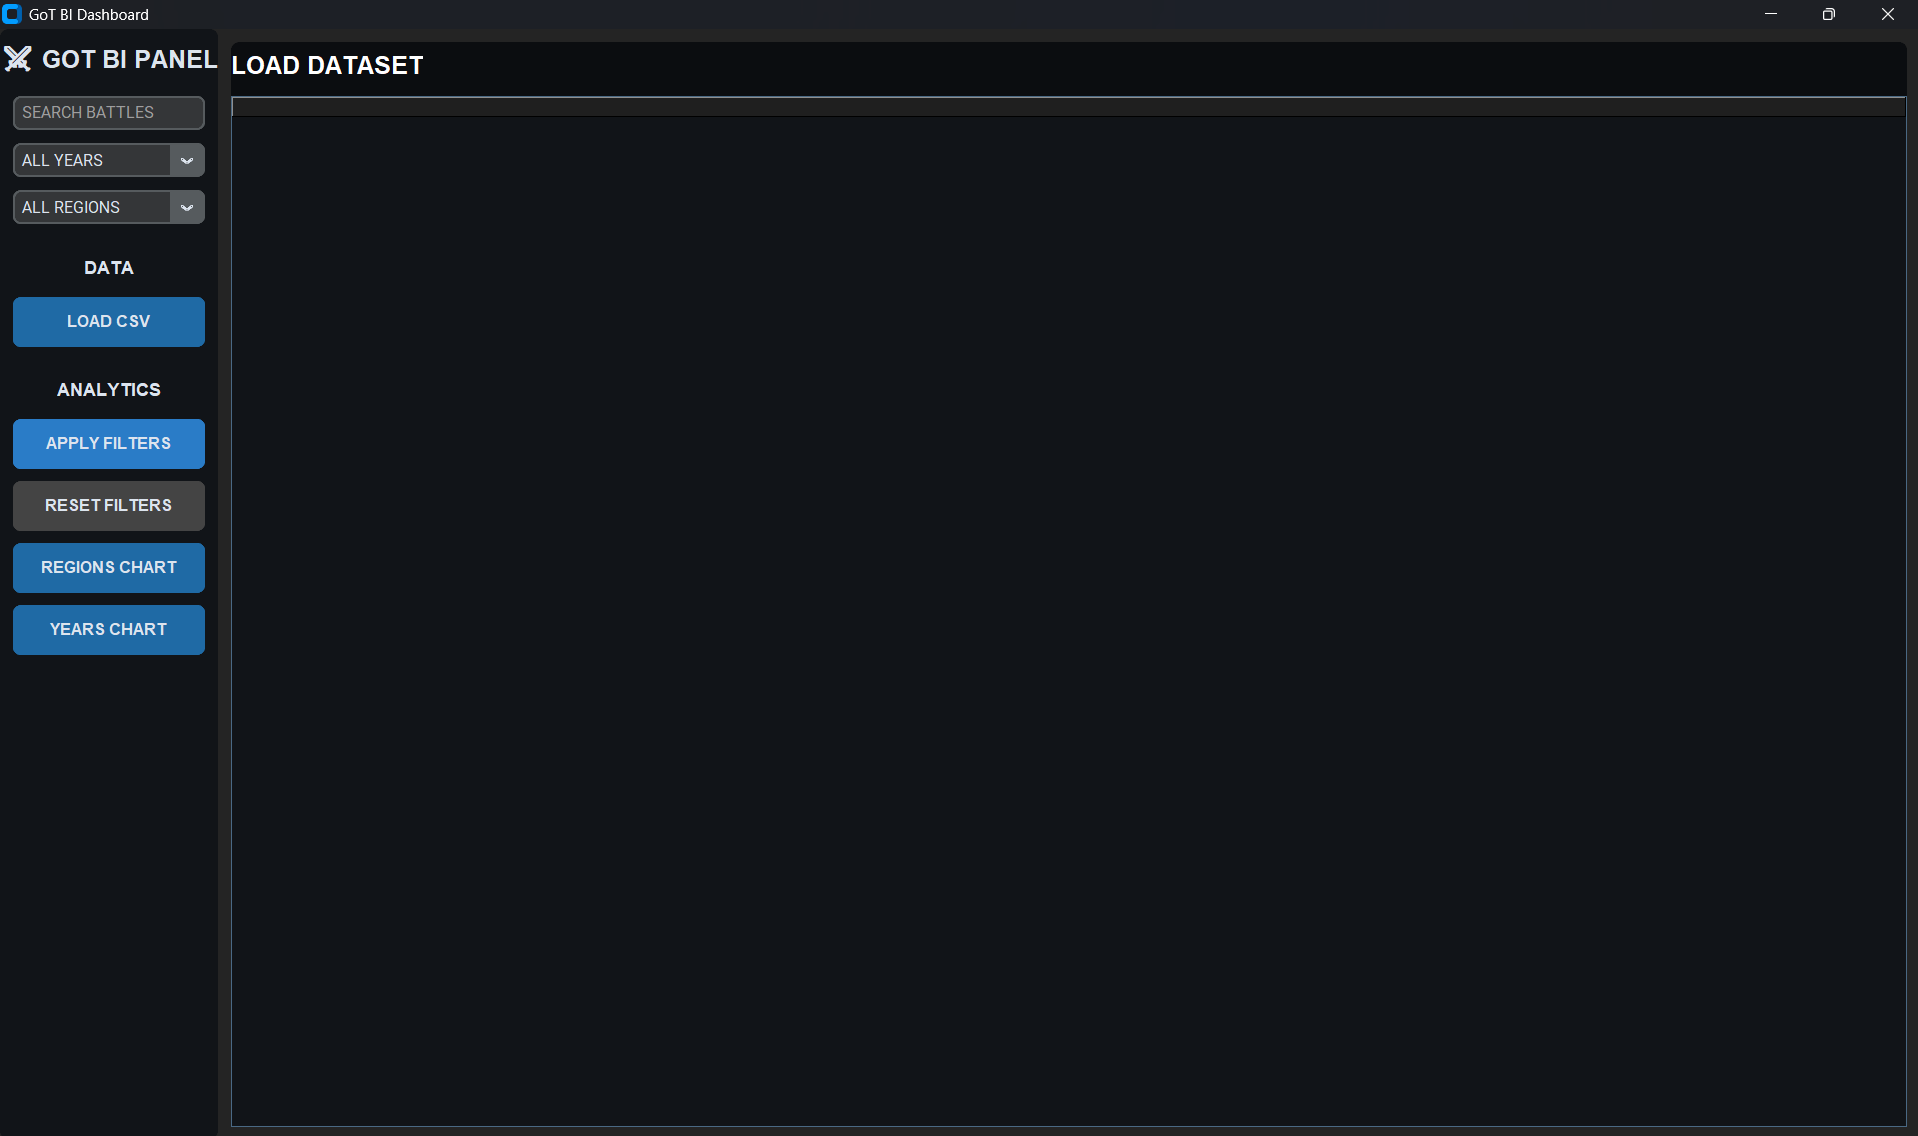 GoT BI Dashboard
GOT BI PANEL
SEARCH BATTLES
ALL YEARS
ALL REGIONS
DATA
LOAD CSV
ANALYTICS
APPLY FILTERS
RESET FILTERS
REGIONS CHART
YEARS CHART
LOAD DATASET